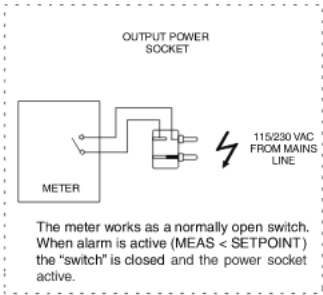 OUTPUT POWER
SOCKET
115/230 VAC
FROM MAINS
LINE
METER
The meter works as a normally open switch.
When alarm is active (MEAS < SETPOINT)
the “switch” is closed and the power socket
active.